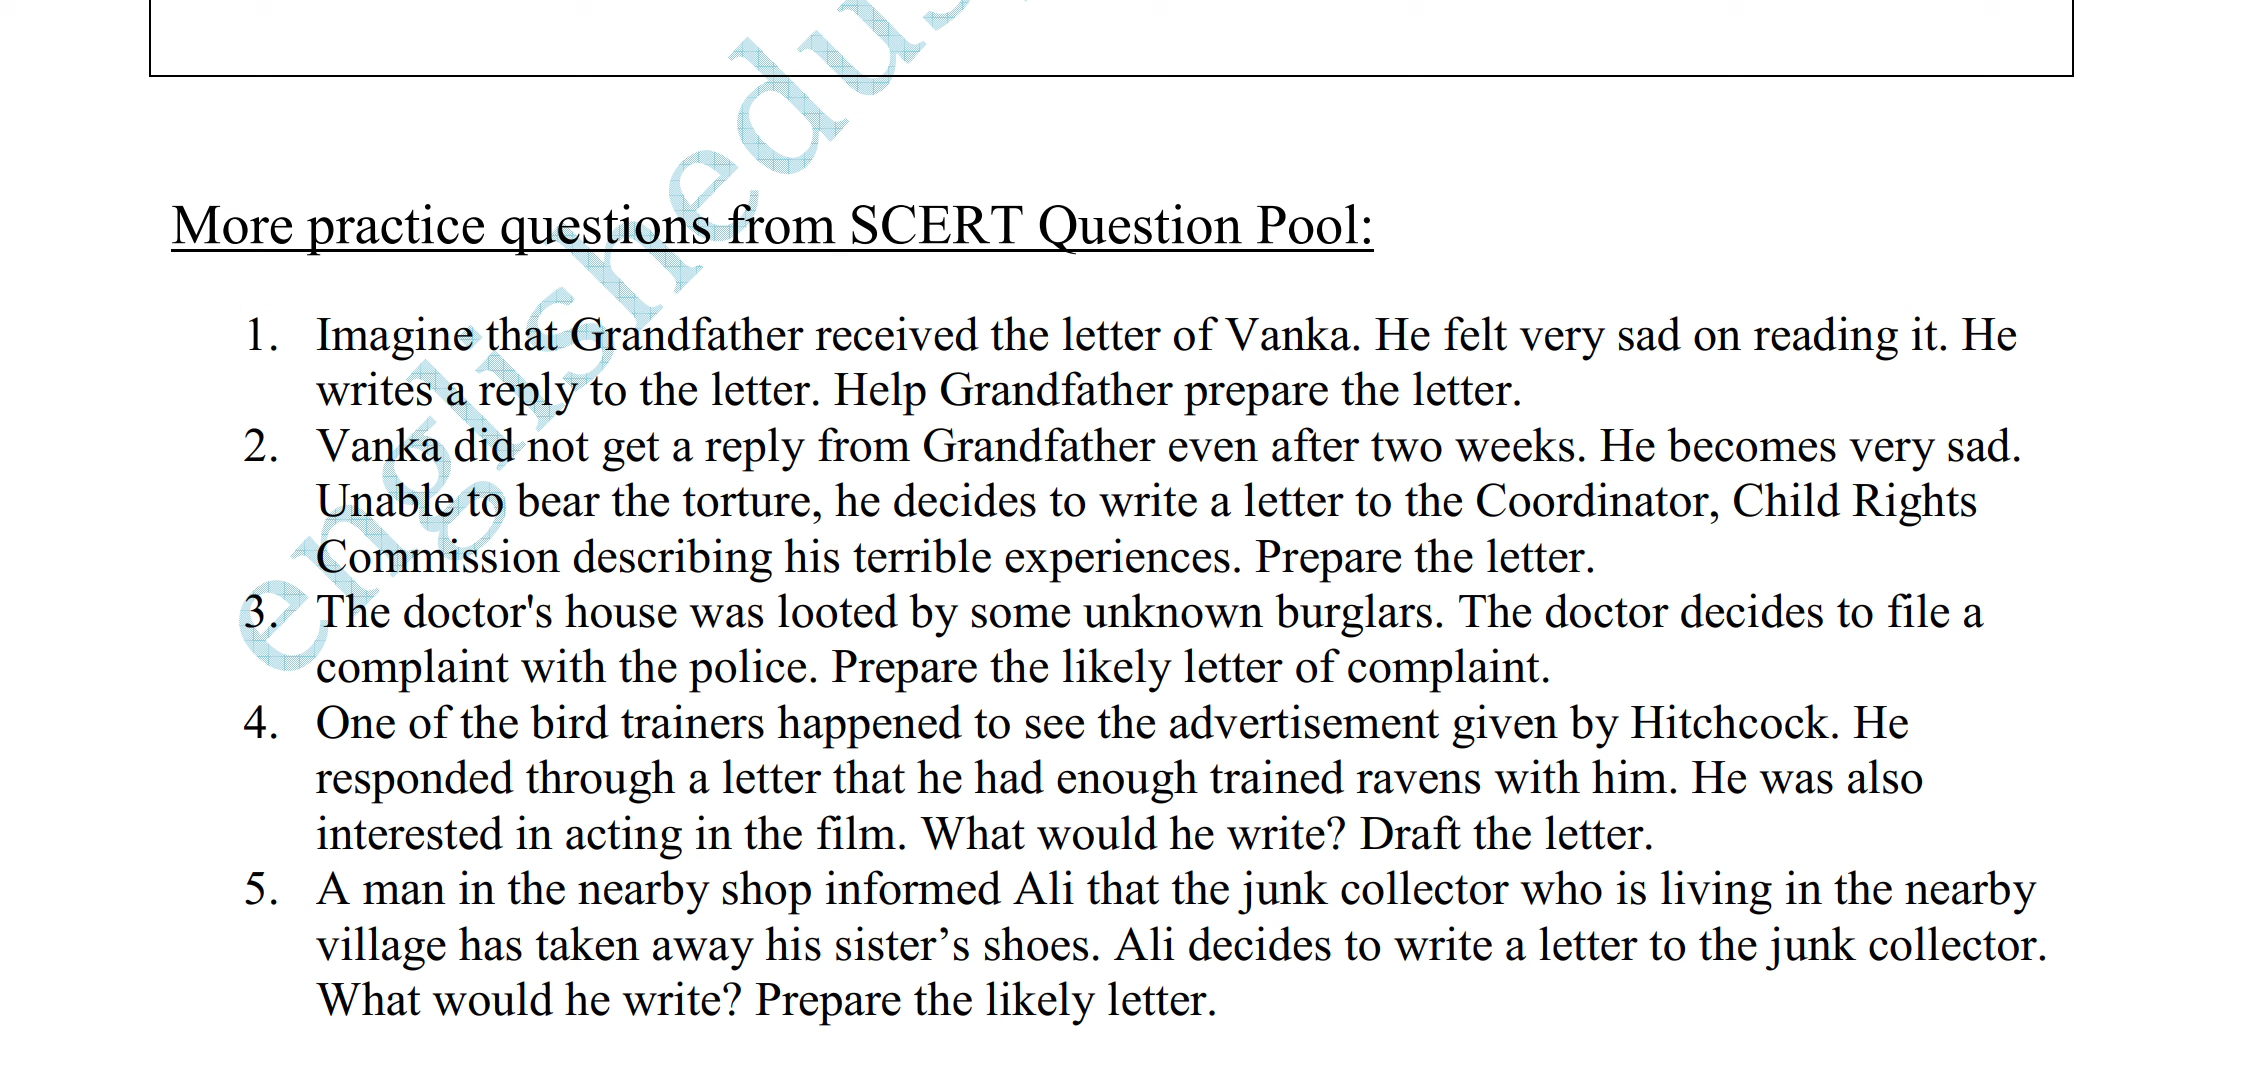 More practice questions from SCERT Question Pool:
1. Imagine that Grandfather received the letter of Vanka. He felt very sad on reading it. He
writes a reply to the letter. Help Grandfather prepare the letter.
2. Vanka did not get a reply from Grandfather even after two weeks. He becomes very sad.
Unable to bear the torture, he decides to write a letter to the Coordinator, Child Rights
Commission describing his terrible experiences. Prepare the letter.
3. The doctor's house was looted by some unknown burglars. The doctor decides to file a
complaint with the police. Prepare the likely letter of complaint.
4. One of the bird trainers happened to see the advertisement given by Hitchcock. He
responded through a letter that he had enough trained ravens with him. He was also
interested in acting in the film. What would he write? Draft the letter.
5. A man in the nearby shop informed Ali that the junk collector who is living in the nearby
village has taken away his sister’s shoes. Ali decides to write a letter to the junk collector.
What would he write? Prepare the likely letter.